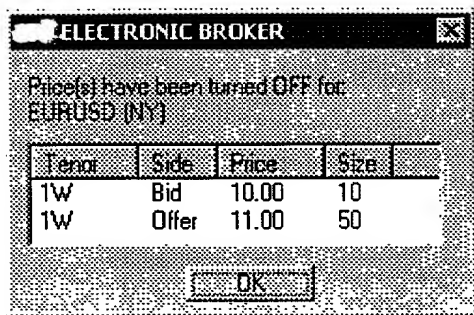 ELECTRONIC BROKER
Price(s) have been turned OFF for:
EURUSD (NY)
Tenor Side Price Size
1W Bid 10.00 10
1W Offer 11.00 50
OK